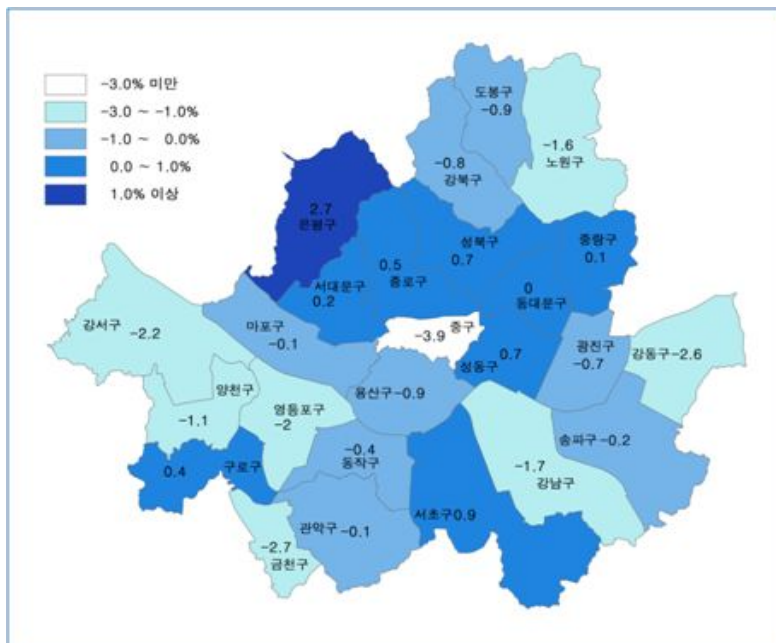 -3.0% 미만
-3.0 ~ -1.0%
-1.0 ~ 0.0%
0.0 ~ 1.0%
1.0% 이상
도봉구
-0.9
-1.6
노원구
-0.8
강북구
2.7
은평구
성북구
0.7
중랑구
0.1
0.5
종로구
서대문구
0.2
0
동대문구
강서구 -2.2
마포구
-0.1
-3.9 중구
0.7
성동구
광진구
-0.7
강동구 -2.6
양천구
-1.1
영등포구
-2
용산구 -0.9
송파구 -0.2
0.4 구로구
-0.4
동작구
-1.7
강남구
서초구 0.9
관악구 -0.1
-2.7
금천구